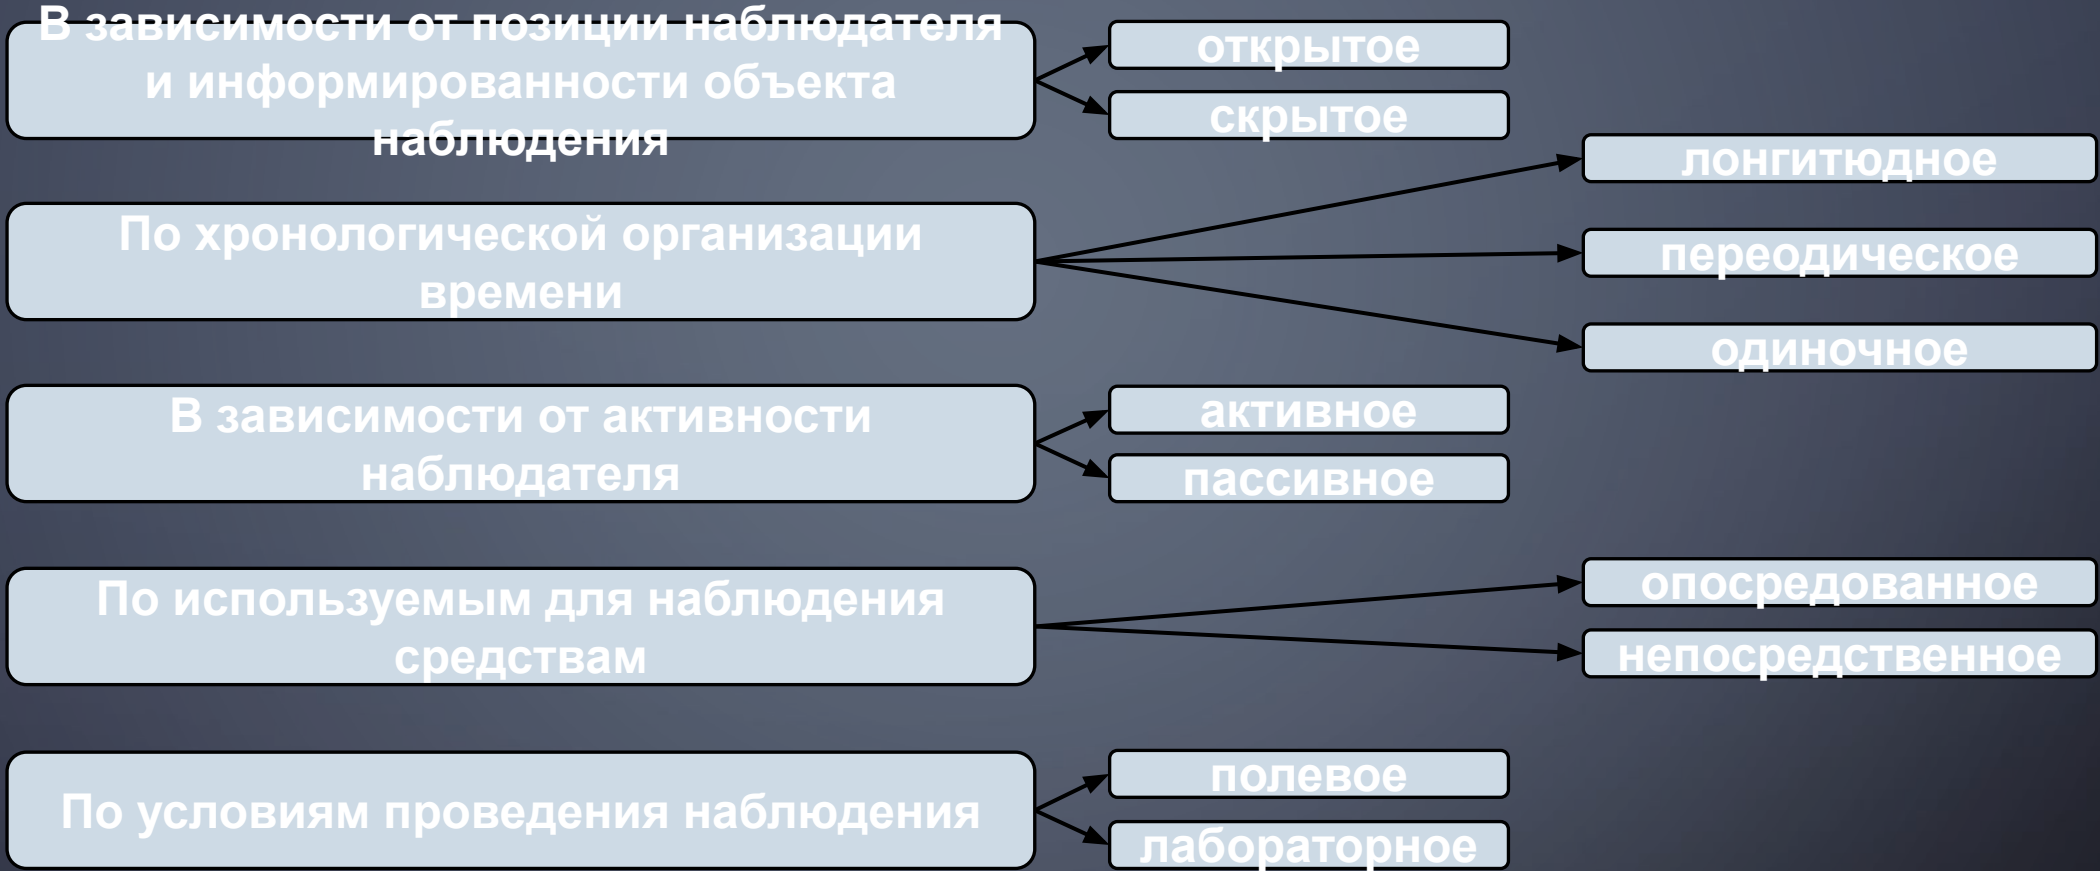 В зависимости от позиции наблюдателя
и информированности объекта
наблюдения
открытое
скрытое
По хронологической организации
времени
лонгитюдное
переодическое
одиночное
В зависимости от активности
наблюдателя
активное
пассивное
По используемым для наблюдения
средствам
опосредованное
непосредственное
По условиям проведения наблюдения
полевое
лабораторное